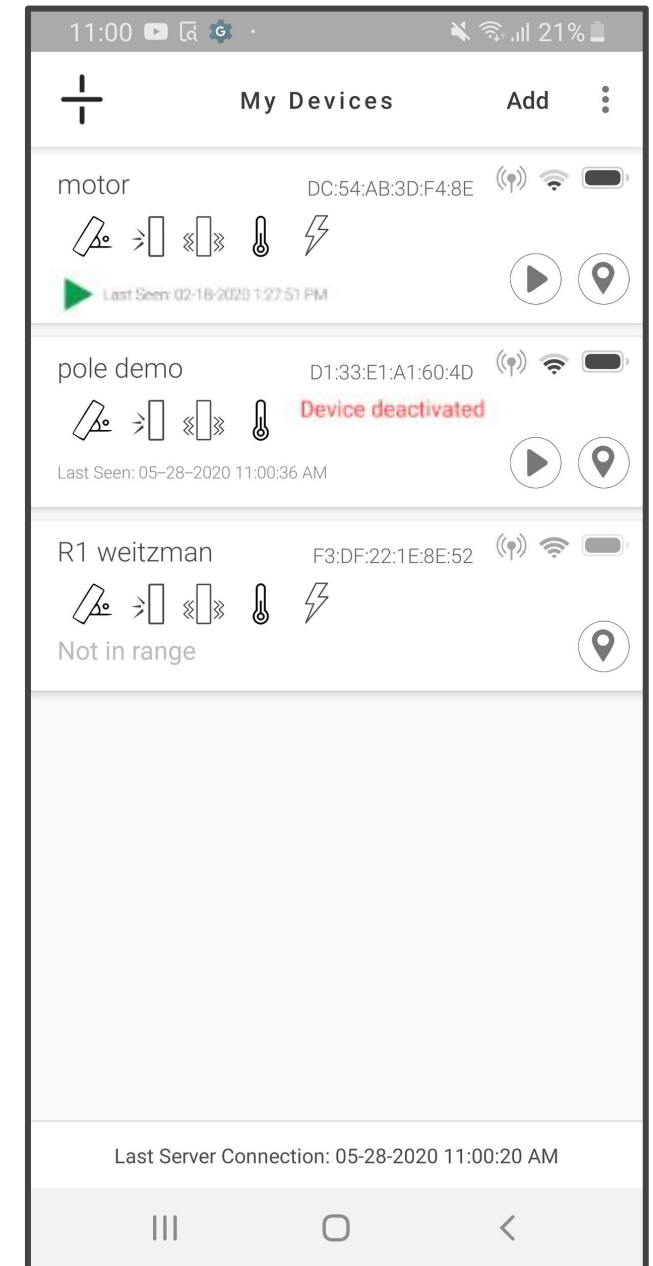 11:00 21%
My Devices Add
motor DC:54:AB:3D:F4:8E
Last Seen: 02-18-2020 1:27:51 PM
pole demo D1:33:E1:A1:60:4D
Device deactivated
Last Seen: 05-28-2020 11:00:36 AM
R1 weitzman F3:DF:22:1E:8E:52
Not in range
Last Server Connection: 05-28-2020 11:00:20 AM